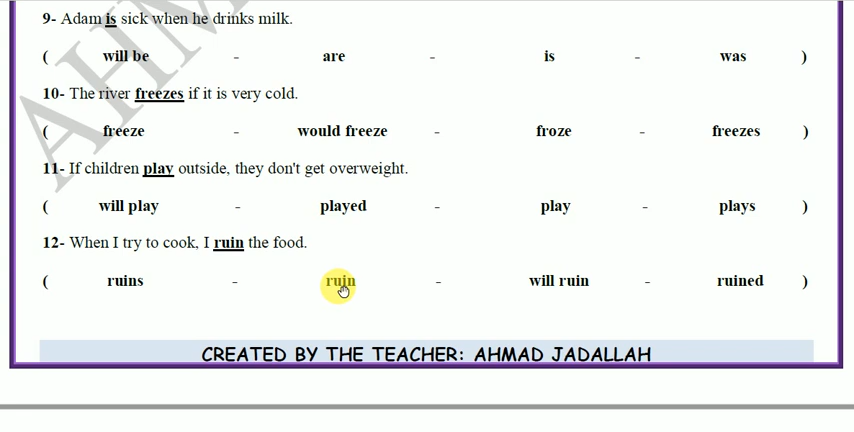 9- Adam is sick when he drinks milk.
( will be - are - is - was )
10- The river freezes if it is very cold.
( freeze - would freeze - froze - freezes )
11- If children play outside, they don't get overweight.
( will play - played - play - plays )
12- When I try to cook, I ruin the food.
( ruins - ruin - will ruin - ruined )
CREATED BY THE TEACHER: AHMAD JADALLAH
AHM